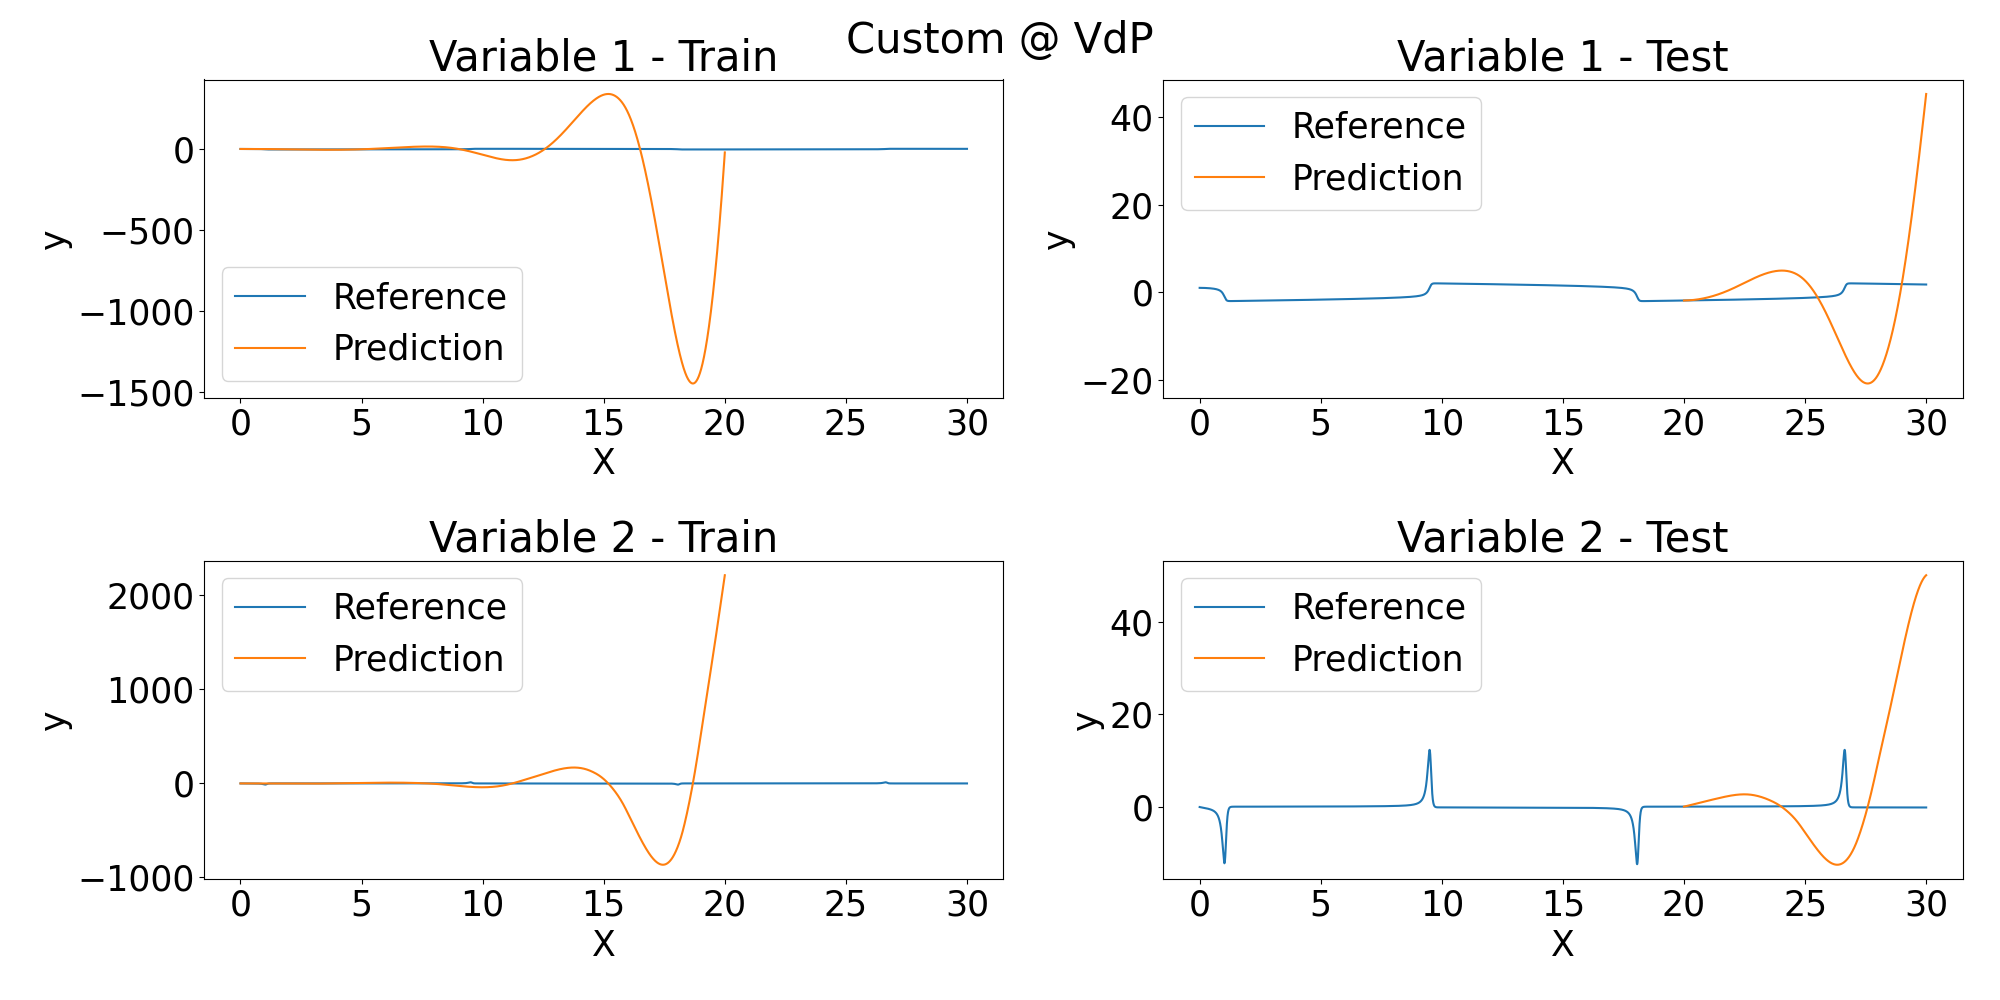 Custom @ VdP
Variable 1 - Train
0
−500
−1000
−1500
y
Reference
Prediction
0 5 10 15 20 25 30
X
Variable 1 - Test
40
20
0
−20
y
Reference
Prediction
0 5 10 15 20 25 30
X
Variable 2 - Train
2000
1000
0
−1000
y
Reference
Prediction
0 5 10 15 20 25 30
X
Variable 2 - Test
40
20
0
y
Reference
Prediction
0 5 10 15 20 25 30
X